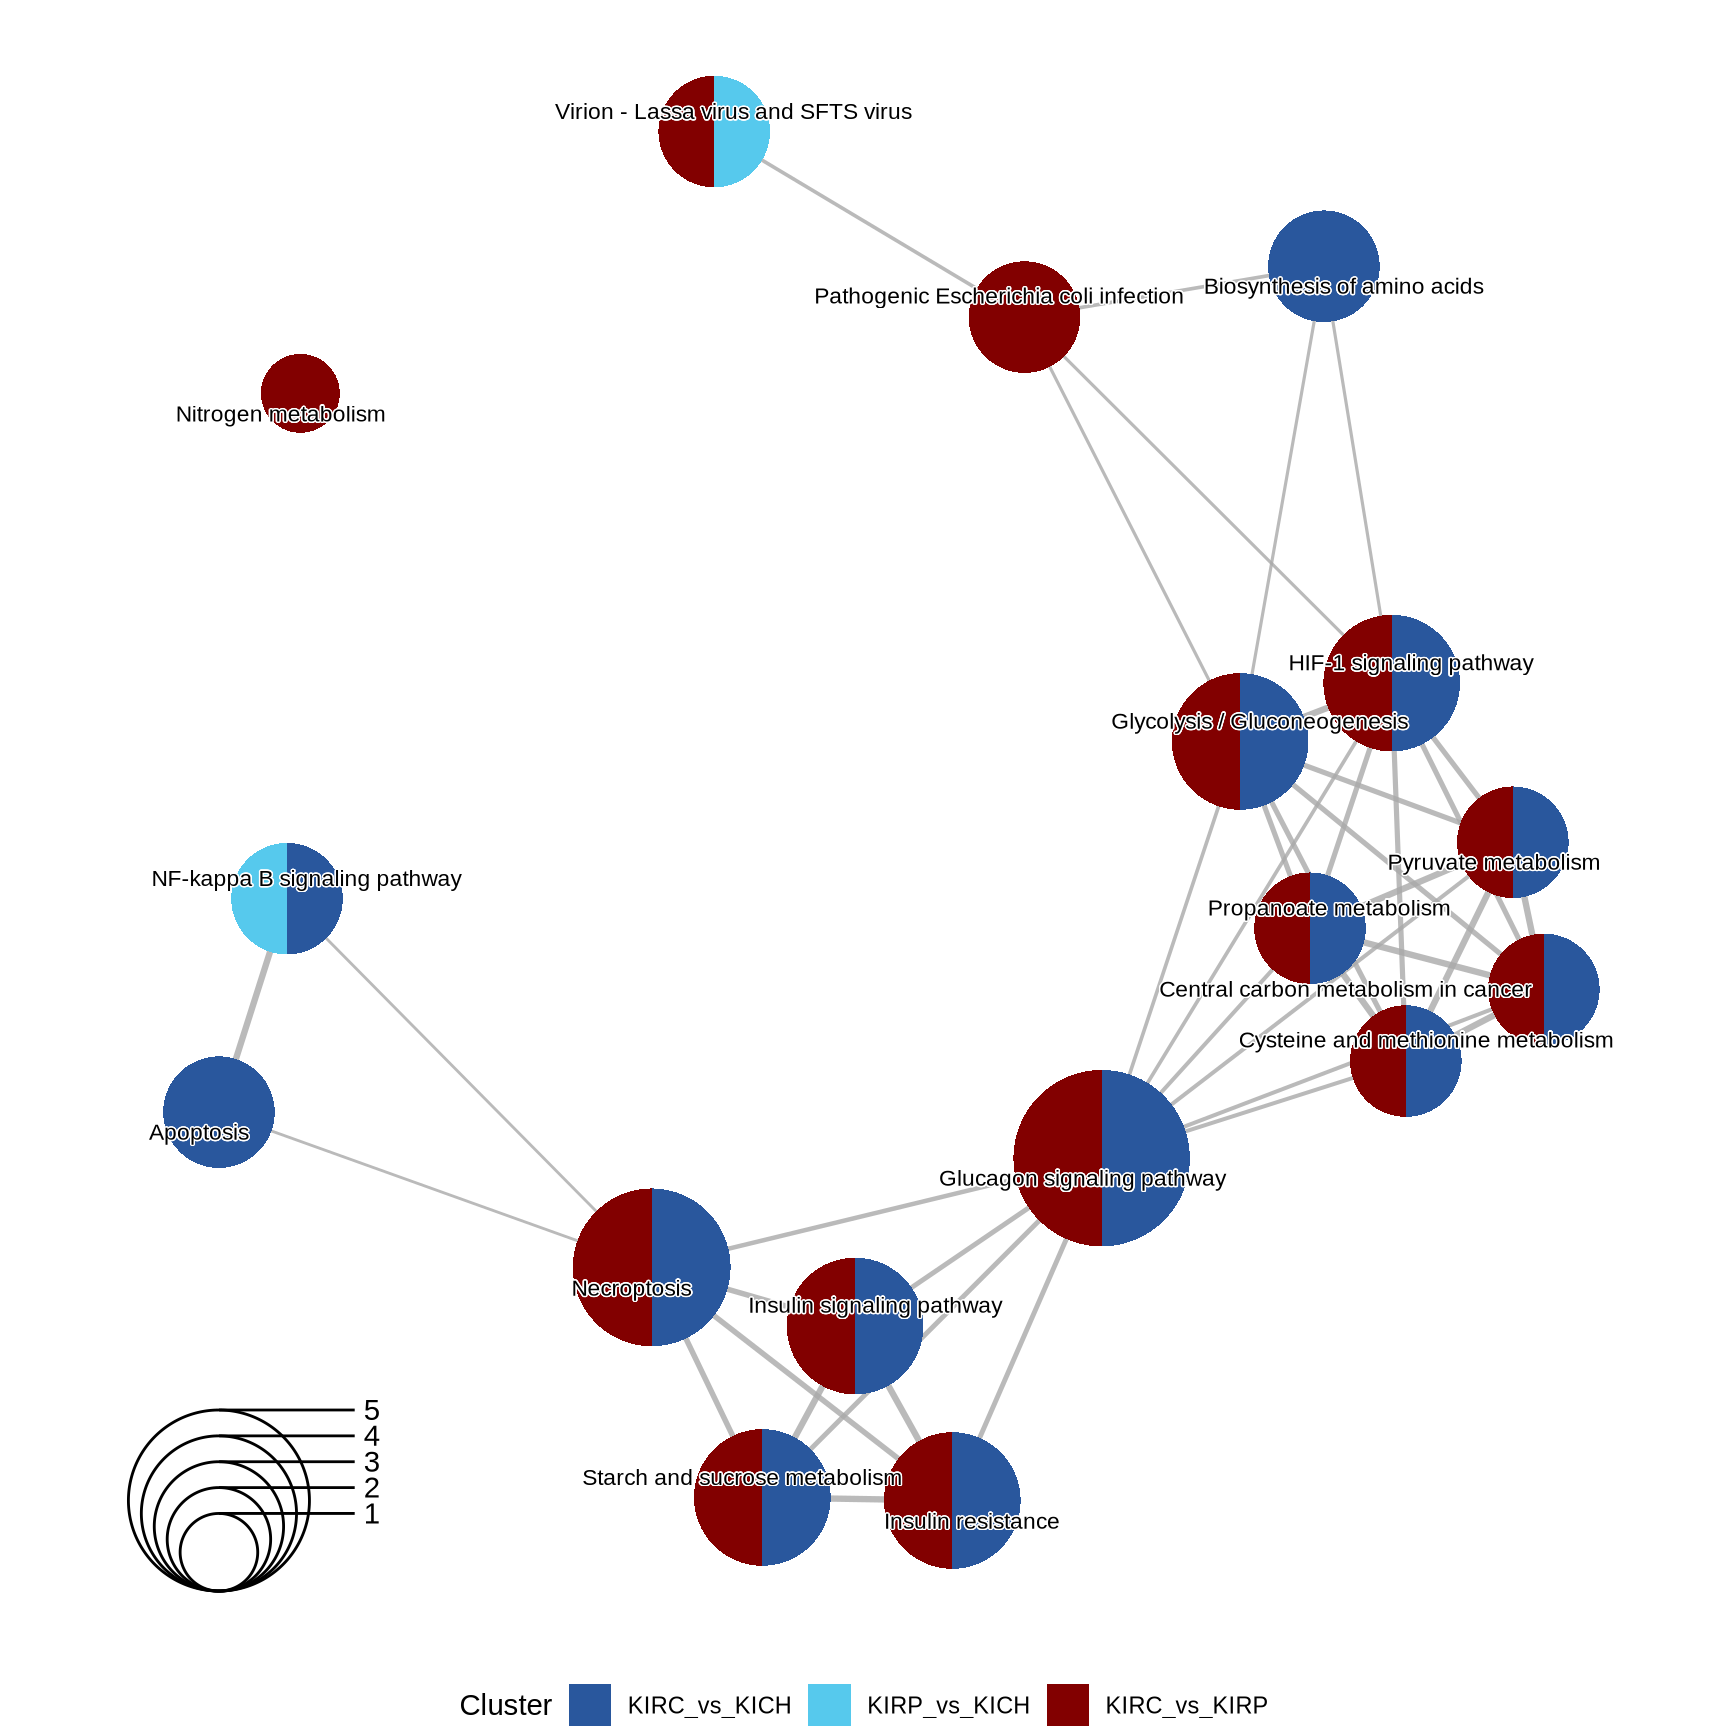 Virion - Lassa virus and SFTS virus
Biosynthesis of amino acids
Pathogenic Escherichia coli infection
Nitrogen metabolism
HIF-1 signaling pathway
Glycolysis / Gluconeogenesis
Pyruvate metabolism
NF-kappa B signaling pathway
Propanoate metabolism
Central carbon metabolism in cancer
Cysteine and methionine metabolism
Apoptosis
Glucagon signaling pathway
Necroptosis
Insulin signaling pathway
Starch and sucrose metabolism
Insulin resistance
5
4
3
2
1
Cluster KIRC_vs_KICH KIRP_vs_KICH KIRC_vs_KIRP